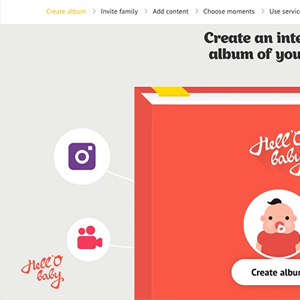 Create album > Invite family > Add content > Choose moments > Use servic
Create an inte
album of you
Hell'O
baby
Create album
Hell'O
baby